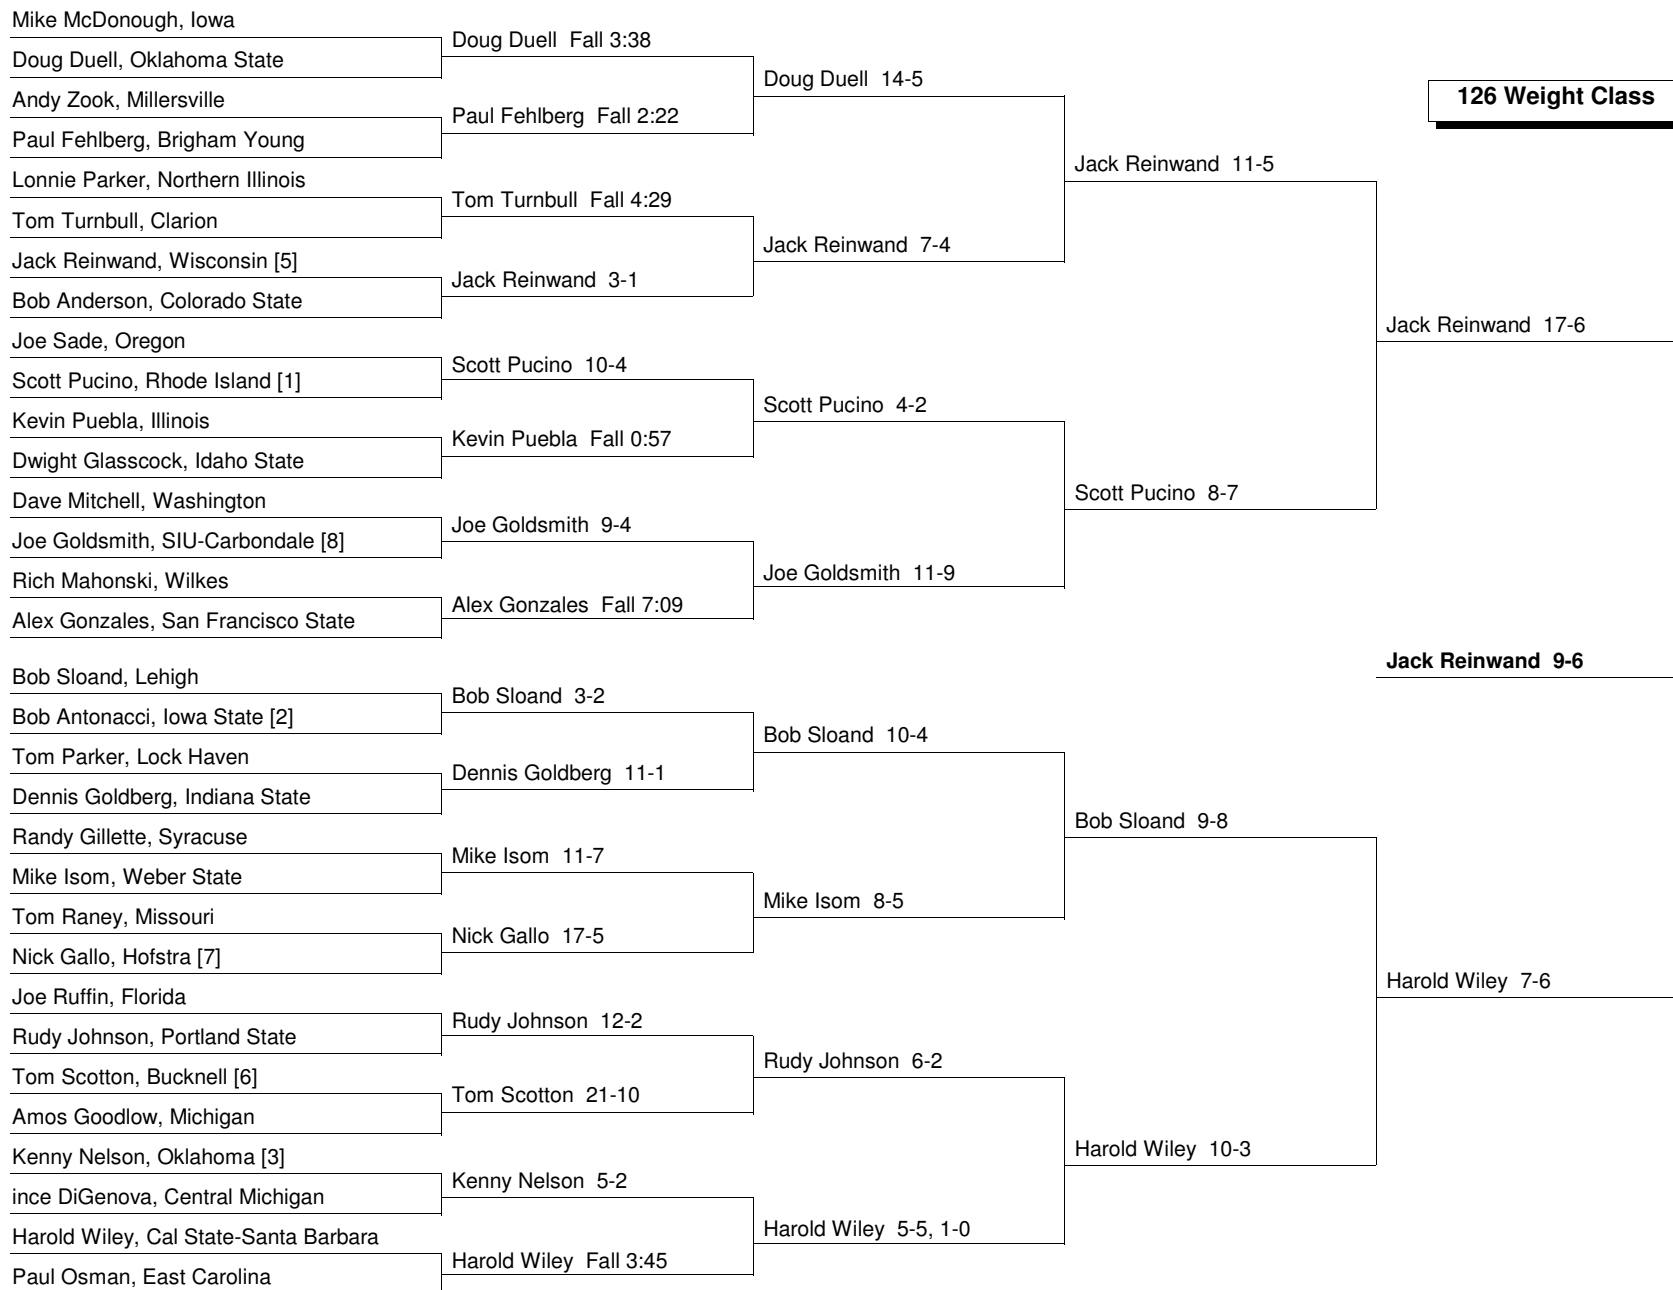 Mike McDonough, Iowa
Doug Duell, Oklahoma State
Andy Zook, Millersville
Paul Fehlberg, Brigham Young
Lonnie Parker, Northern Illinois
Tom Turnbull, Clarion
Jack Reinwand, Wisconsin [5]
Bob Anderson, Colorado State
Joe Sade, Oregon
Scott Pucino, Rhode Island [1]
Kevin Puebla, Illinois
Dwight Glasscock, Idaho State
Dave Mitchell, Washington
Joe Goldsmith, SIU-Carbondale [8]
Rich Mahonski, Wilkes
Alex Gonzales, San Francisco State
Bob Sloand, Lehigh
Bob Antonacci, Iowa State [2]
Tom Parker, Lock Haven
Dennis Goldberg, Indiana State
Randy Gillette, Syracuse
Mike Isom, Weber State
Tom Raney, Missouri
Nick Gallo, Hofstra [7]
Joe Ruffin, Florida
Rudy Johnson, Portland State
Tom Scotton, Bucknell [6]
Amos Goodlow, Michigan
Kenny Nelson, Oklahoma [3]
ince DiGenova, Central Michigan
Harold Wiley, Cal State-Santa Barbara
Paul Osman, East Carolina
Doug Duell Fall 3:38
Paul Fehlberg Fall 2:22
Tom Turnbull Fall 4:29
Jack Reinwand 3-1
Scott Pucino 10-4
Kevin Puebla Fall 0:57
Joe Goldsmith 9-4
Alex Gonzales Fall 7:09
Bob Sloand 3-2
Dennis Goldberg 11-1
Mike Isom 11-7
Nick Gallo 17-5
Rudy Johnson 12-2
Tom Scotton 21-10
Kenny Nelson 5-2
Harold Wiley Fall 3:45
Doug Duell 14-5
Jack Reinwand 7-4
Scott Pucino 4-2
Joe Goldsmith 11-9
Bob Sloand 10-4
Mike Isom 8-5
Rudy Johnson 6-2
Harold Wiley 5-5, 1-0
Jack Reinwand 11-5
Scott Pucino 8-7
Bob Sloand 9-8
Harold Wiley 10-3
126 Weight Class
Jack Reinwand 17-6
Jack Reinwand 9-6
Harold Wiley 7-6